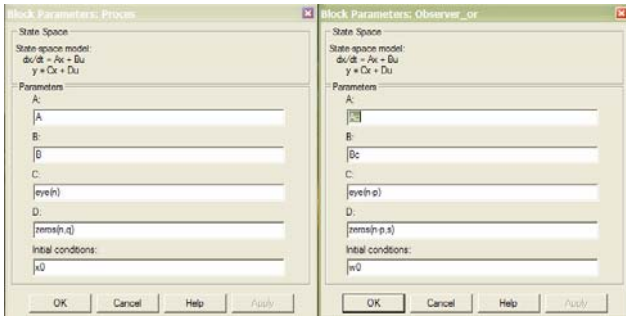 Block Parameters: Proces
State Space
State-space model:
dx/dt = Ax + Bu
y = Cx + Du
Parameters
A:
A
B:
B
C:
eye(n)
D:
zeros(n,q)
Initial conditions:
x0
OK Cancel Help Apply
Block Parameters: Observer_or
State Space
State-space model:
dx/dt = Ax + Bu
y = Cx + Du
Parameters
A:
B:
Bc
C:
eye(n-p)
D:
zeros(n-p,s)
Initial conditions:
w0
OK Cancel Help Apply